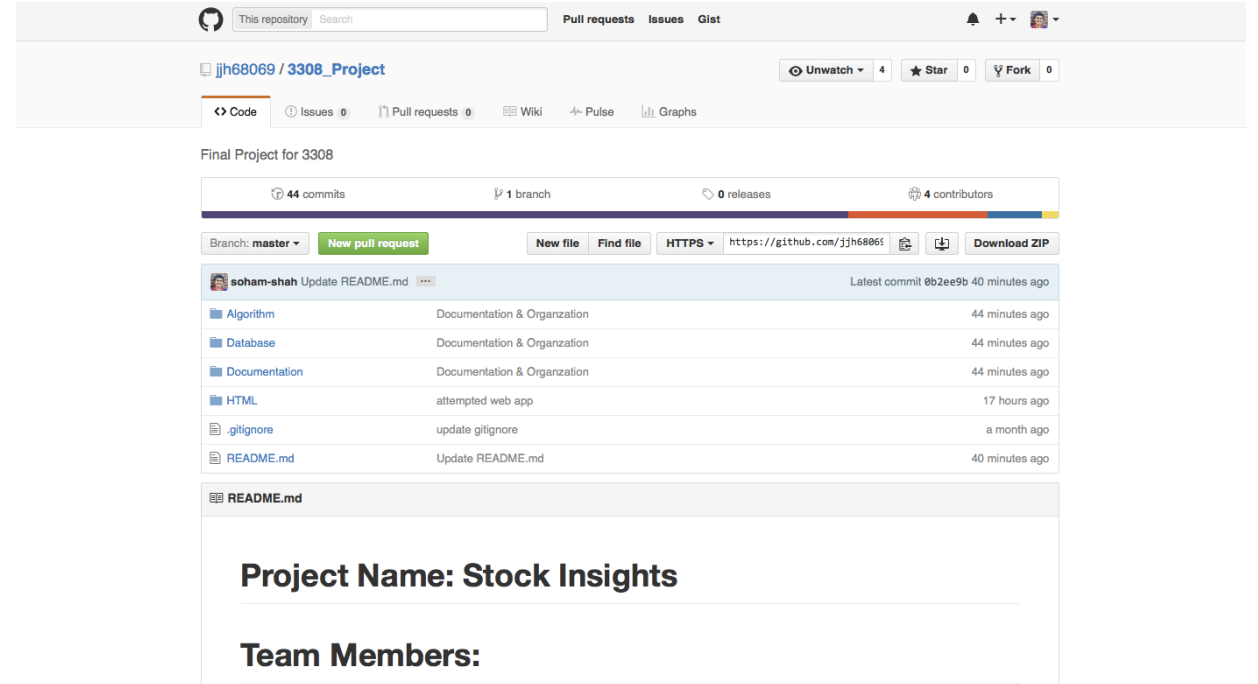 This repository Search Pull requests Issues Gist
jjh68069 / 3308_Project Unwatch 4 Star 0 Fork 0
Code Issues 0 Pull requests 0 Wiki Pulse Graphs
Final Project for 3308
44 commits 1 branch 0 releases 4 contributors
Branch: master New pull request New file Find file HTTPS https://github.com/jjh68069 Download ZIP
soham-shah Update README.md ... Latest commit 0b2ee9b 40 minutes ago
Algorithm Documentation & Organzation 44 minutes ago
Database Documentation & Organzation 44 minutes ago
Documentation Documentation & Organzation 44 minutes ago
HTML attempted web app 17 hours ago
.gitignore update gitignore a month ago
README.md Update README.md 40 minutes ago
README.md
Project Name: Stock Insights
Team Members: